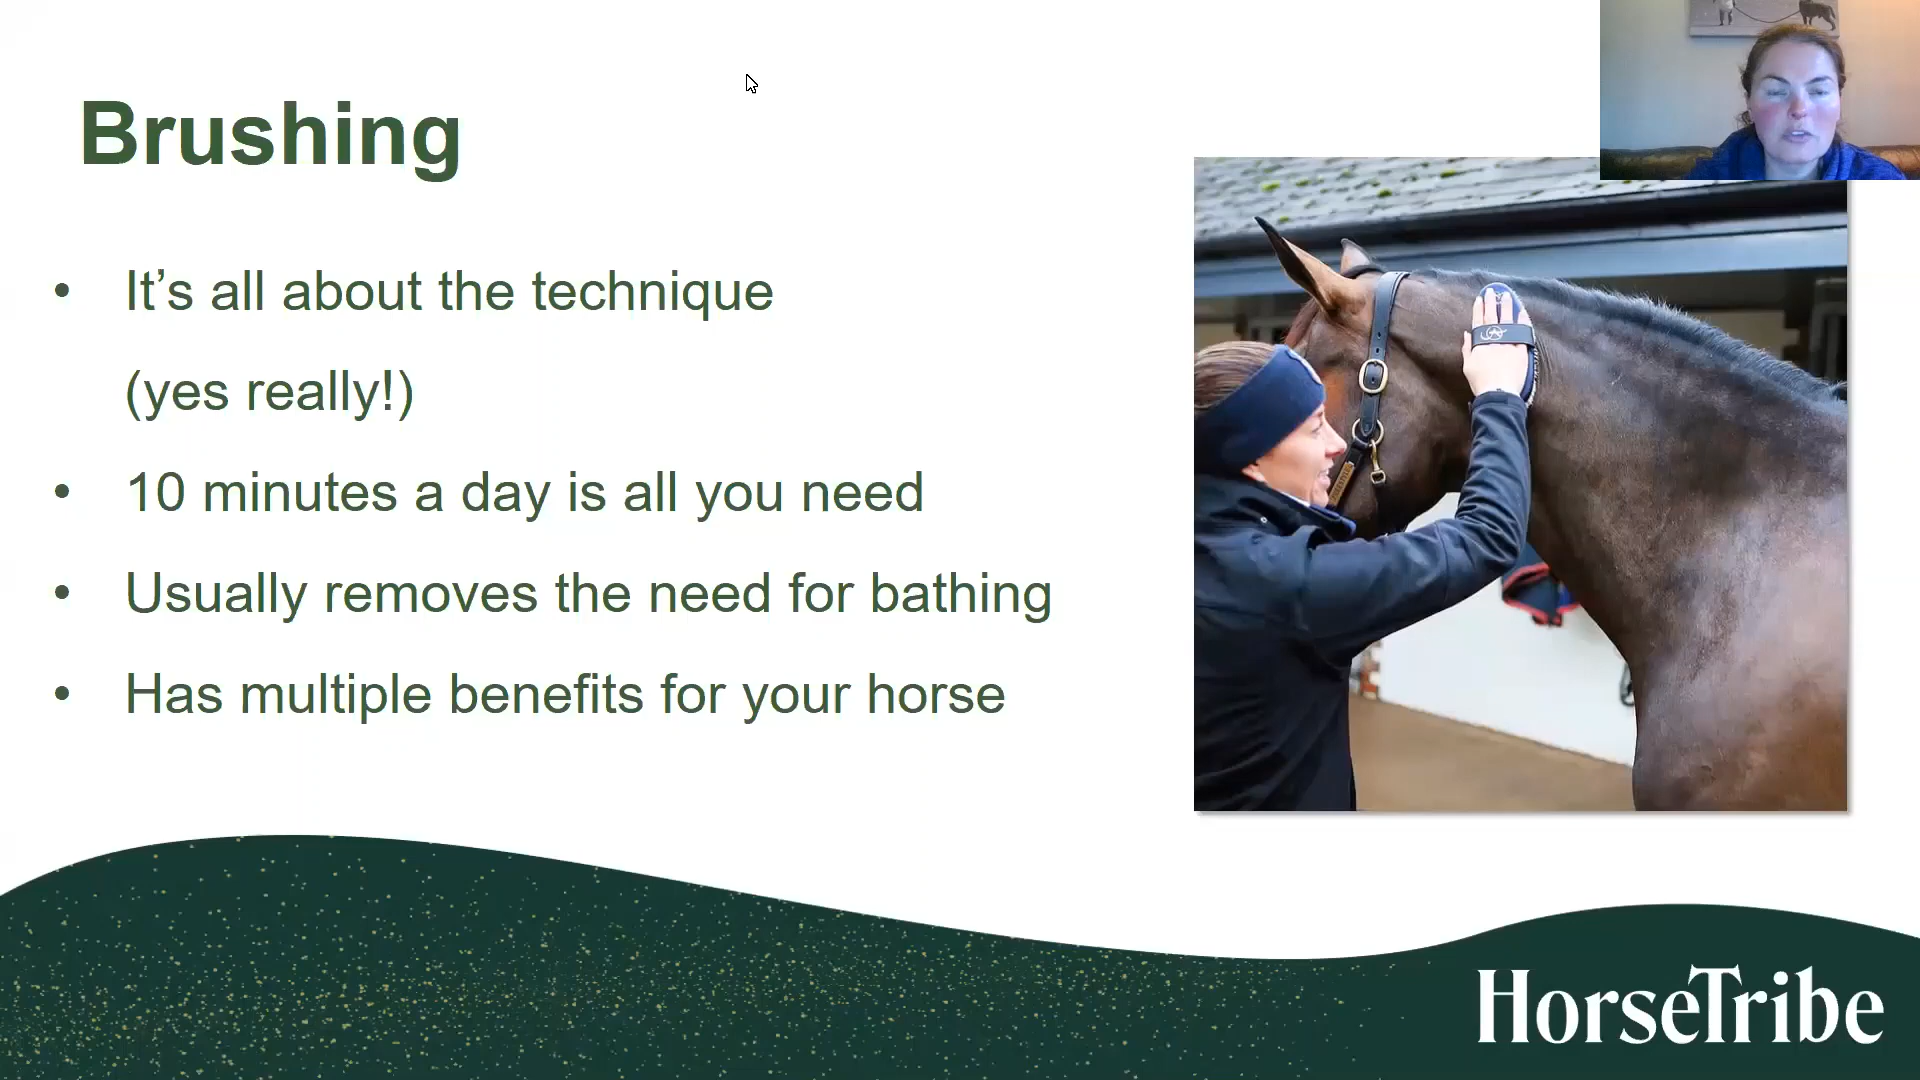 Brushing
• It’s all about the technique
(yes really!)
• 10 minutes a day is all you need
• Usually removes the need for bathing
• Has multiple benefits for your horse
HorseTribe